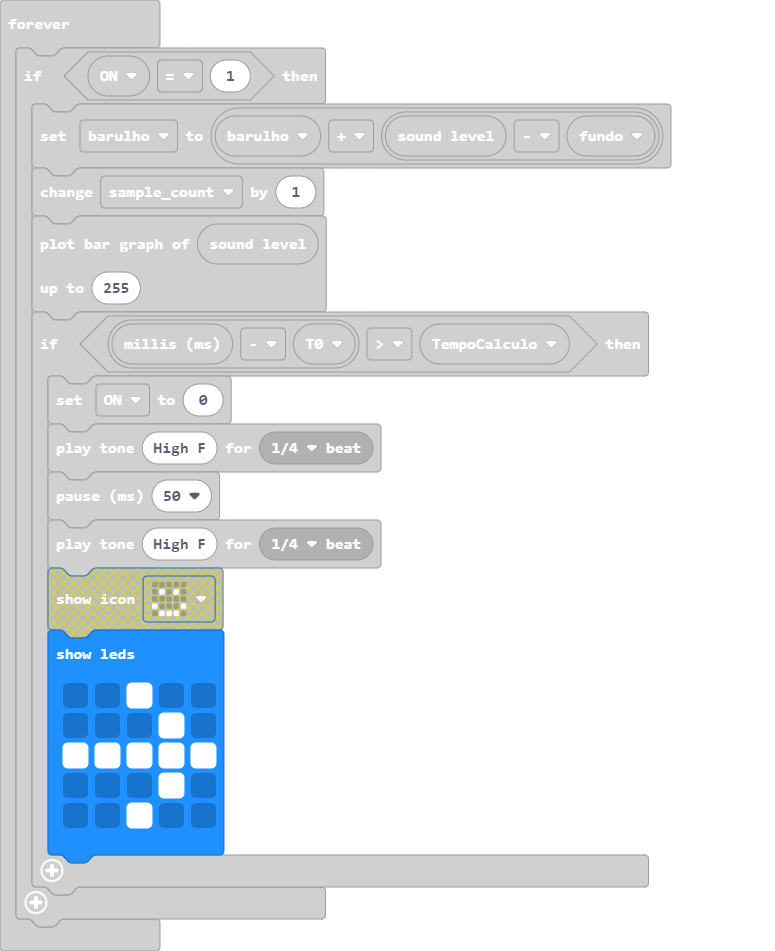 forever
if ON = 1 then
set barulho to barulho + sound level - fundo
change sample_count by 1
plot bar graph of sound level
up to 255
if millis (ms) - T0 > TempoCalculo then
set ON to 0
play tone High F for 1/4 beat
pause (ms) 50
play tone High F for 1/4 beat
show icon
show leds